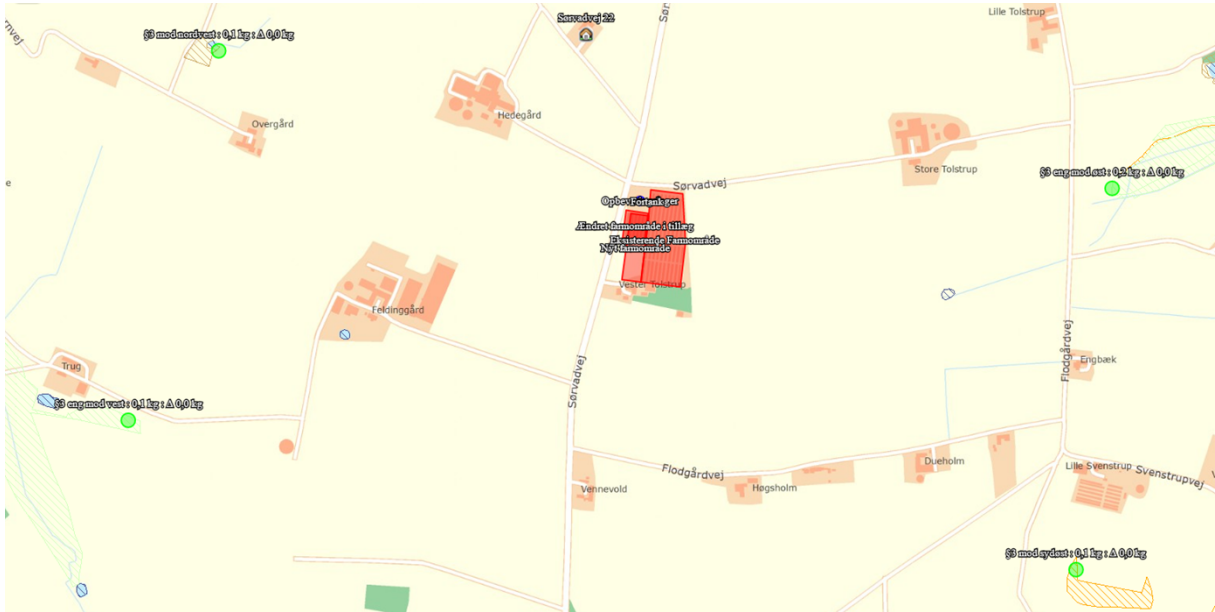 Sørvadvej 22
Lille Tolstrup
§3 mod nordvest : 0,1 kg : Δ 0,0 kg
Hedegård
Overgård
Store Tolstrup
§3 eng mod øst : 0,2 kg : Δ 0,0 kg
Sørvadvej
Fortank
Ændret farmområde i tillæg
Eksisterende Farmområde
Nyt farmområde
Vester Tolstrup
Feldinggård
Flodgårdvej
Engbæk
Trug
Sørvadvej
§3 eng mod vest : 0,1 kg : Δ 0,0 kg
Flodgårdvej
Dueholm
Lille Svenstrup
Svenstrupvej
Vennevold
Høgsholm
§3 mod sydøst : 0,1 kg : Δ 0,0 kg